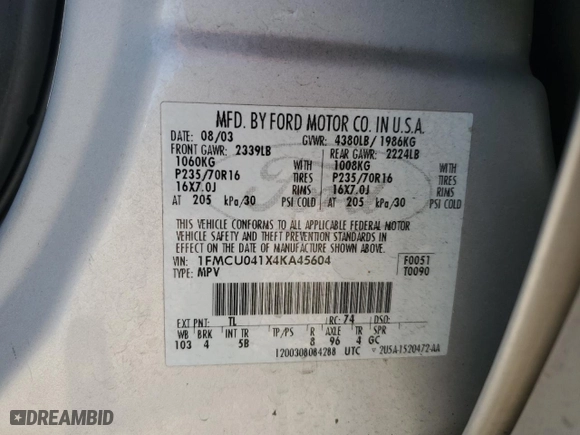 MFD. BY FORD MOTOR CO. IN U.S.A.
DATE: 08/03 GVWR: 4380LB/ 1986KG
FRONT GAWR: 2339LB REAR GAWR: 2224LB
1060KG 1008KG
P235/70R16 TIRES P235/70R16 TIRES
16X7.0J RIMS 16X7.0J RIMS
AT 205 kPa/30 PSI COLD AT 205 kPa/30 PSI COLD
THIS VEHICLE CONFORMS TO ALL APPLICABLE FEDERAL MOTOR
VEHICLE SAFETY AND THEFT PREVENTION STANDARDS IN
EFFECT ON THE DATE OF MANUFACTURE SHOWN ABOVE.
VIN: 1FMCU041X4KA45604 F0051
TYPE: MPV T0090
EXT PNT: TL RC: 74 DSO:
WB BRK INT TR TP/PS R AXLE TR SPR
103 4 5B 8 96 4 GC
1200308084288 UTC 2U5A-1520472-AA
Ford
DREAMBID